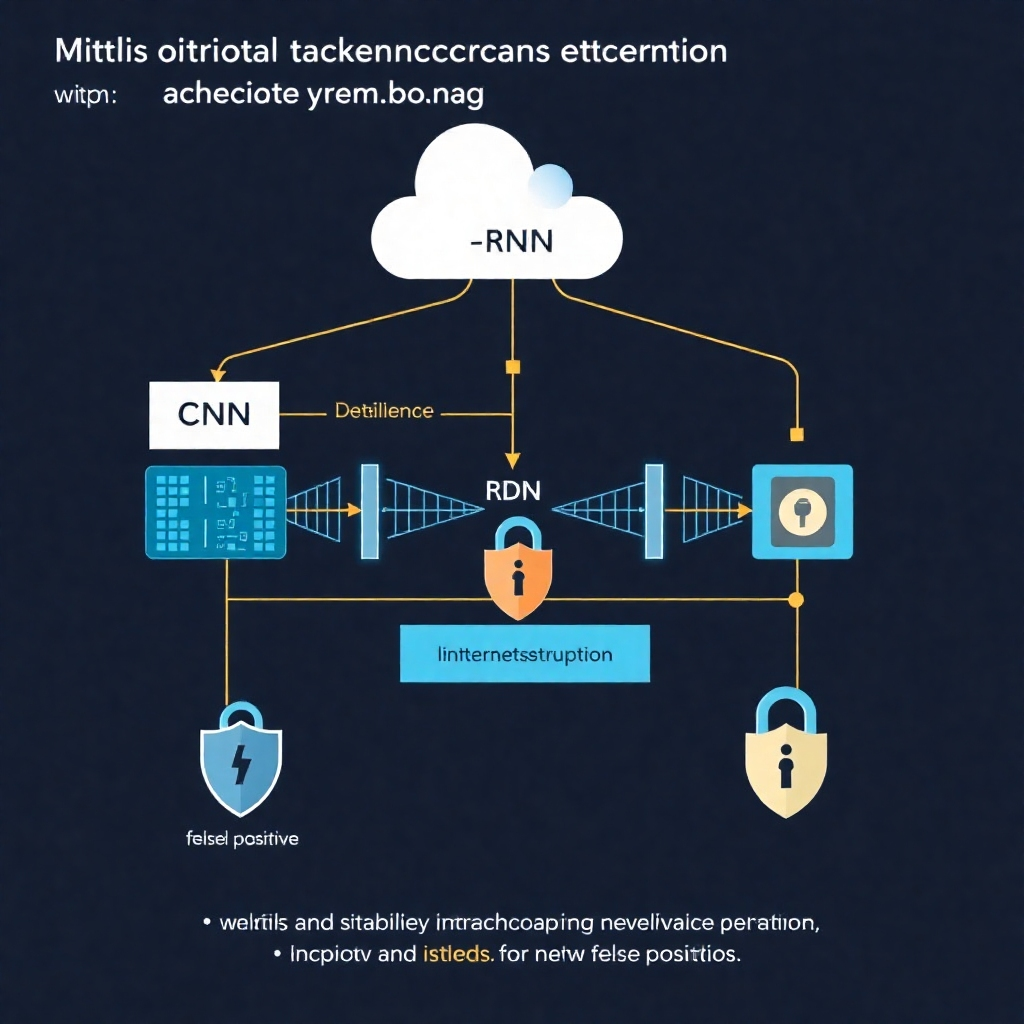 Mittlis oitriotal tackennccrcans ettcerntion
witpn: acheciote yrem.bo.nag
-RNN
CNN
Detillence
RDN
lintternetsstruption
felsel positive
• welrtils and sitabiliey intrachcoaping nevelivaice peration,
• Incpiotv and istleds. for netw felse posittios.